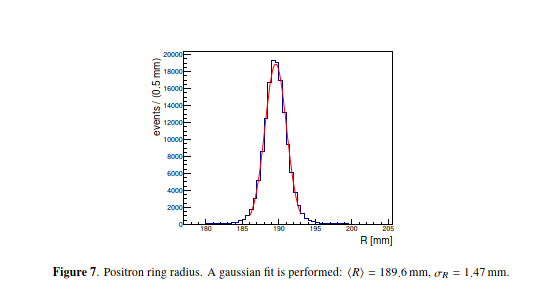 20000
18000
16000
14000
12000
10000
8000
6000
4000
2000
0
events / (0.5 mm)
180 185 190 195 200 205
R [mm]
Figure 7. Positron ring radius. A gaussian fit is performed: ⟨R⟩ = 189.6 mm, σR = 1.47 mm.